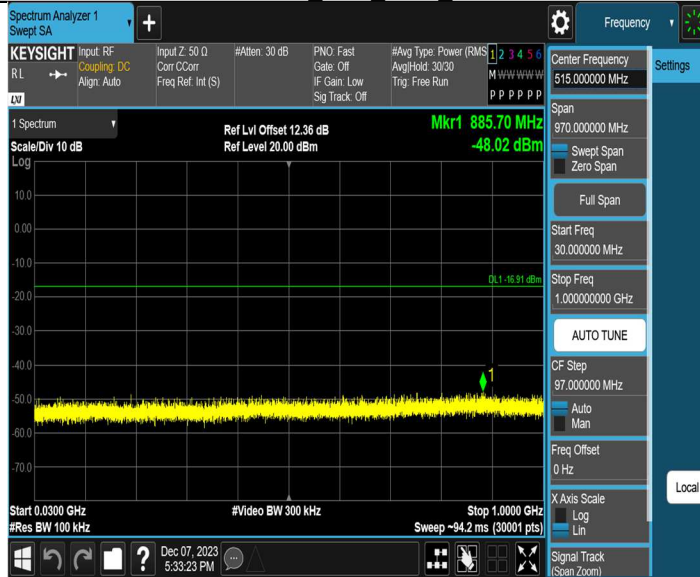 Spectrum Analyzer 1
Swept SA
+
Frequency
KEYSIGHT
RL
LXI
Input: RF
Coupling: DC
Align: Auto
Input Z: 50 Ω
Corr CCorr
Freq Ref: Int (S)
#Atten: 30 dB
PNO: Fast
Gate: Off
IF Gain: Low
Sig Track: Off
#Avg Type: Power (RMS
Avg|Hold: 30/30
Trig: Free Run
1 2 3 4 5 6
M W W W W W
P P P P P P
1 Spectrum
Scale/Div 10 dB
Log
Ref Lvl Offset 12.36 dB
Ref Level 20.00 dBm
Mkr1 885.70 MHz
-48.02 dBm
10.0
0.00
-10.0
DL1 -16.91 dBm
-20.0
-30.0
-40.0
1
-50.0
-60.0
-70.0
Start 0.0300 GHz
#Res BW 100 kHz
#Video BW 300 kHz
Stop 1.0000 GHz
Sweep ~94.2 ms (30001 pts)
?
Dec 07, 2023
5:33:23 PM
Center Frequency
515.000000 MHz
Span
970.000000 MHz
Swept Span
Zero Span
Full Span
Start Freq
30.000000 MHz
Stop Freq
1.000000000 GHz
AUTO TUNE
CF Step
97.000000 MHz
Auto
Man
Freq Offset
0 Hz
X Axis Scale
Log
Lin
Signal Track
(Span Zoom)
Settings
Local